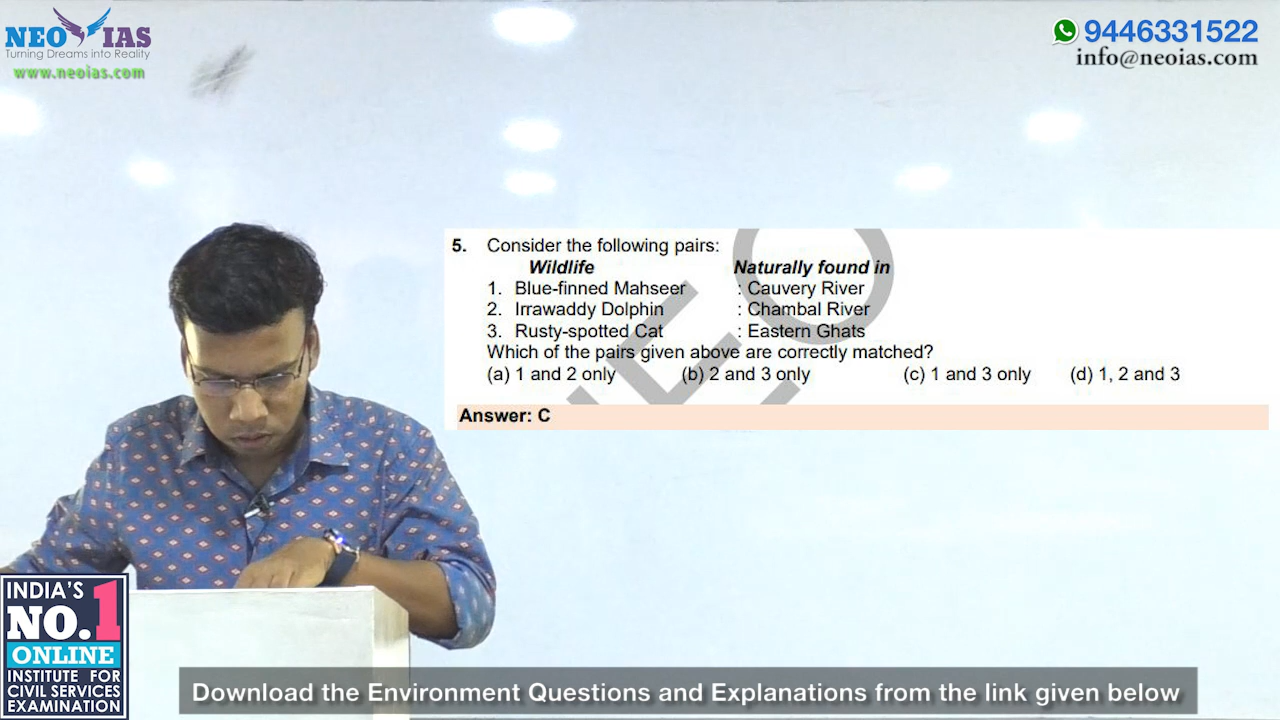 NEO IAS
Turning Dreams into Reality
www.neoias.com
9446331522
info@neoias.com
NEO
5. Consider the following pairs:
Wildlife Naturally found in
1. Blue-finned Mahseer : Cauvery River
2. Irrawaddy Dolphin : Chambal River
3. Rusty-spotted Cat : Eastern Ghats
Which of the pairs given above are correctly matched?
(a) 1 and 2 only (b) 2 and 3 only (c) 1 and 3 only (d) 1, 2 and 3
Answer: C
INDIA'S
NO.1
ONLINE
INSTITUTE FOR
CIVIL SERVICES
EXAMINATION
Download the Environment Questions and Explanations from the link given below